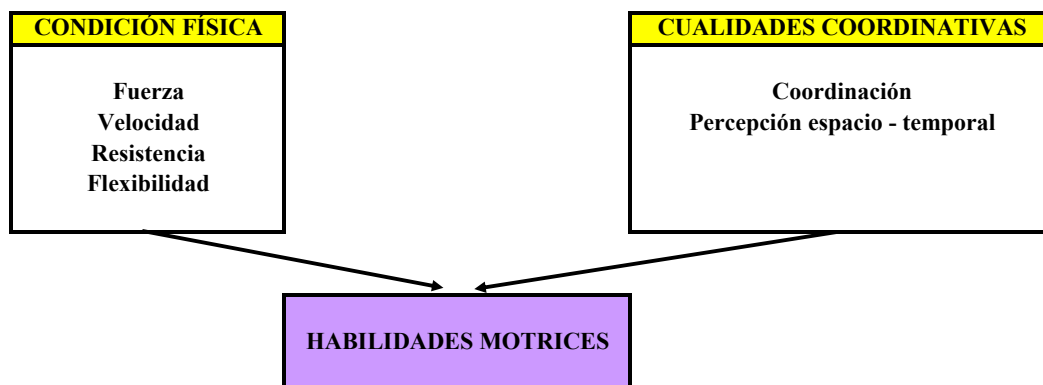 CONDICIÓN FÍSICA
Fuerza
Velocidad
Resistencia
Flexibilidad
CUALIDADES COORDINATIVAS
Coordinación
Percepción espacio - temporal
HABILIDADES MOTRICES